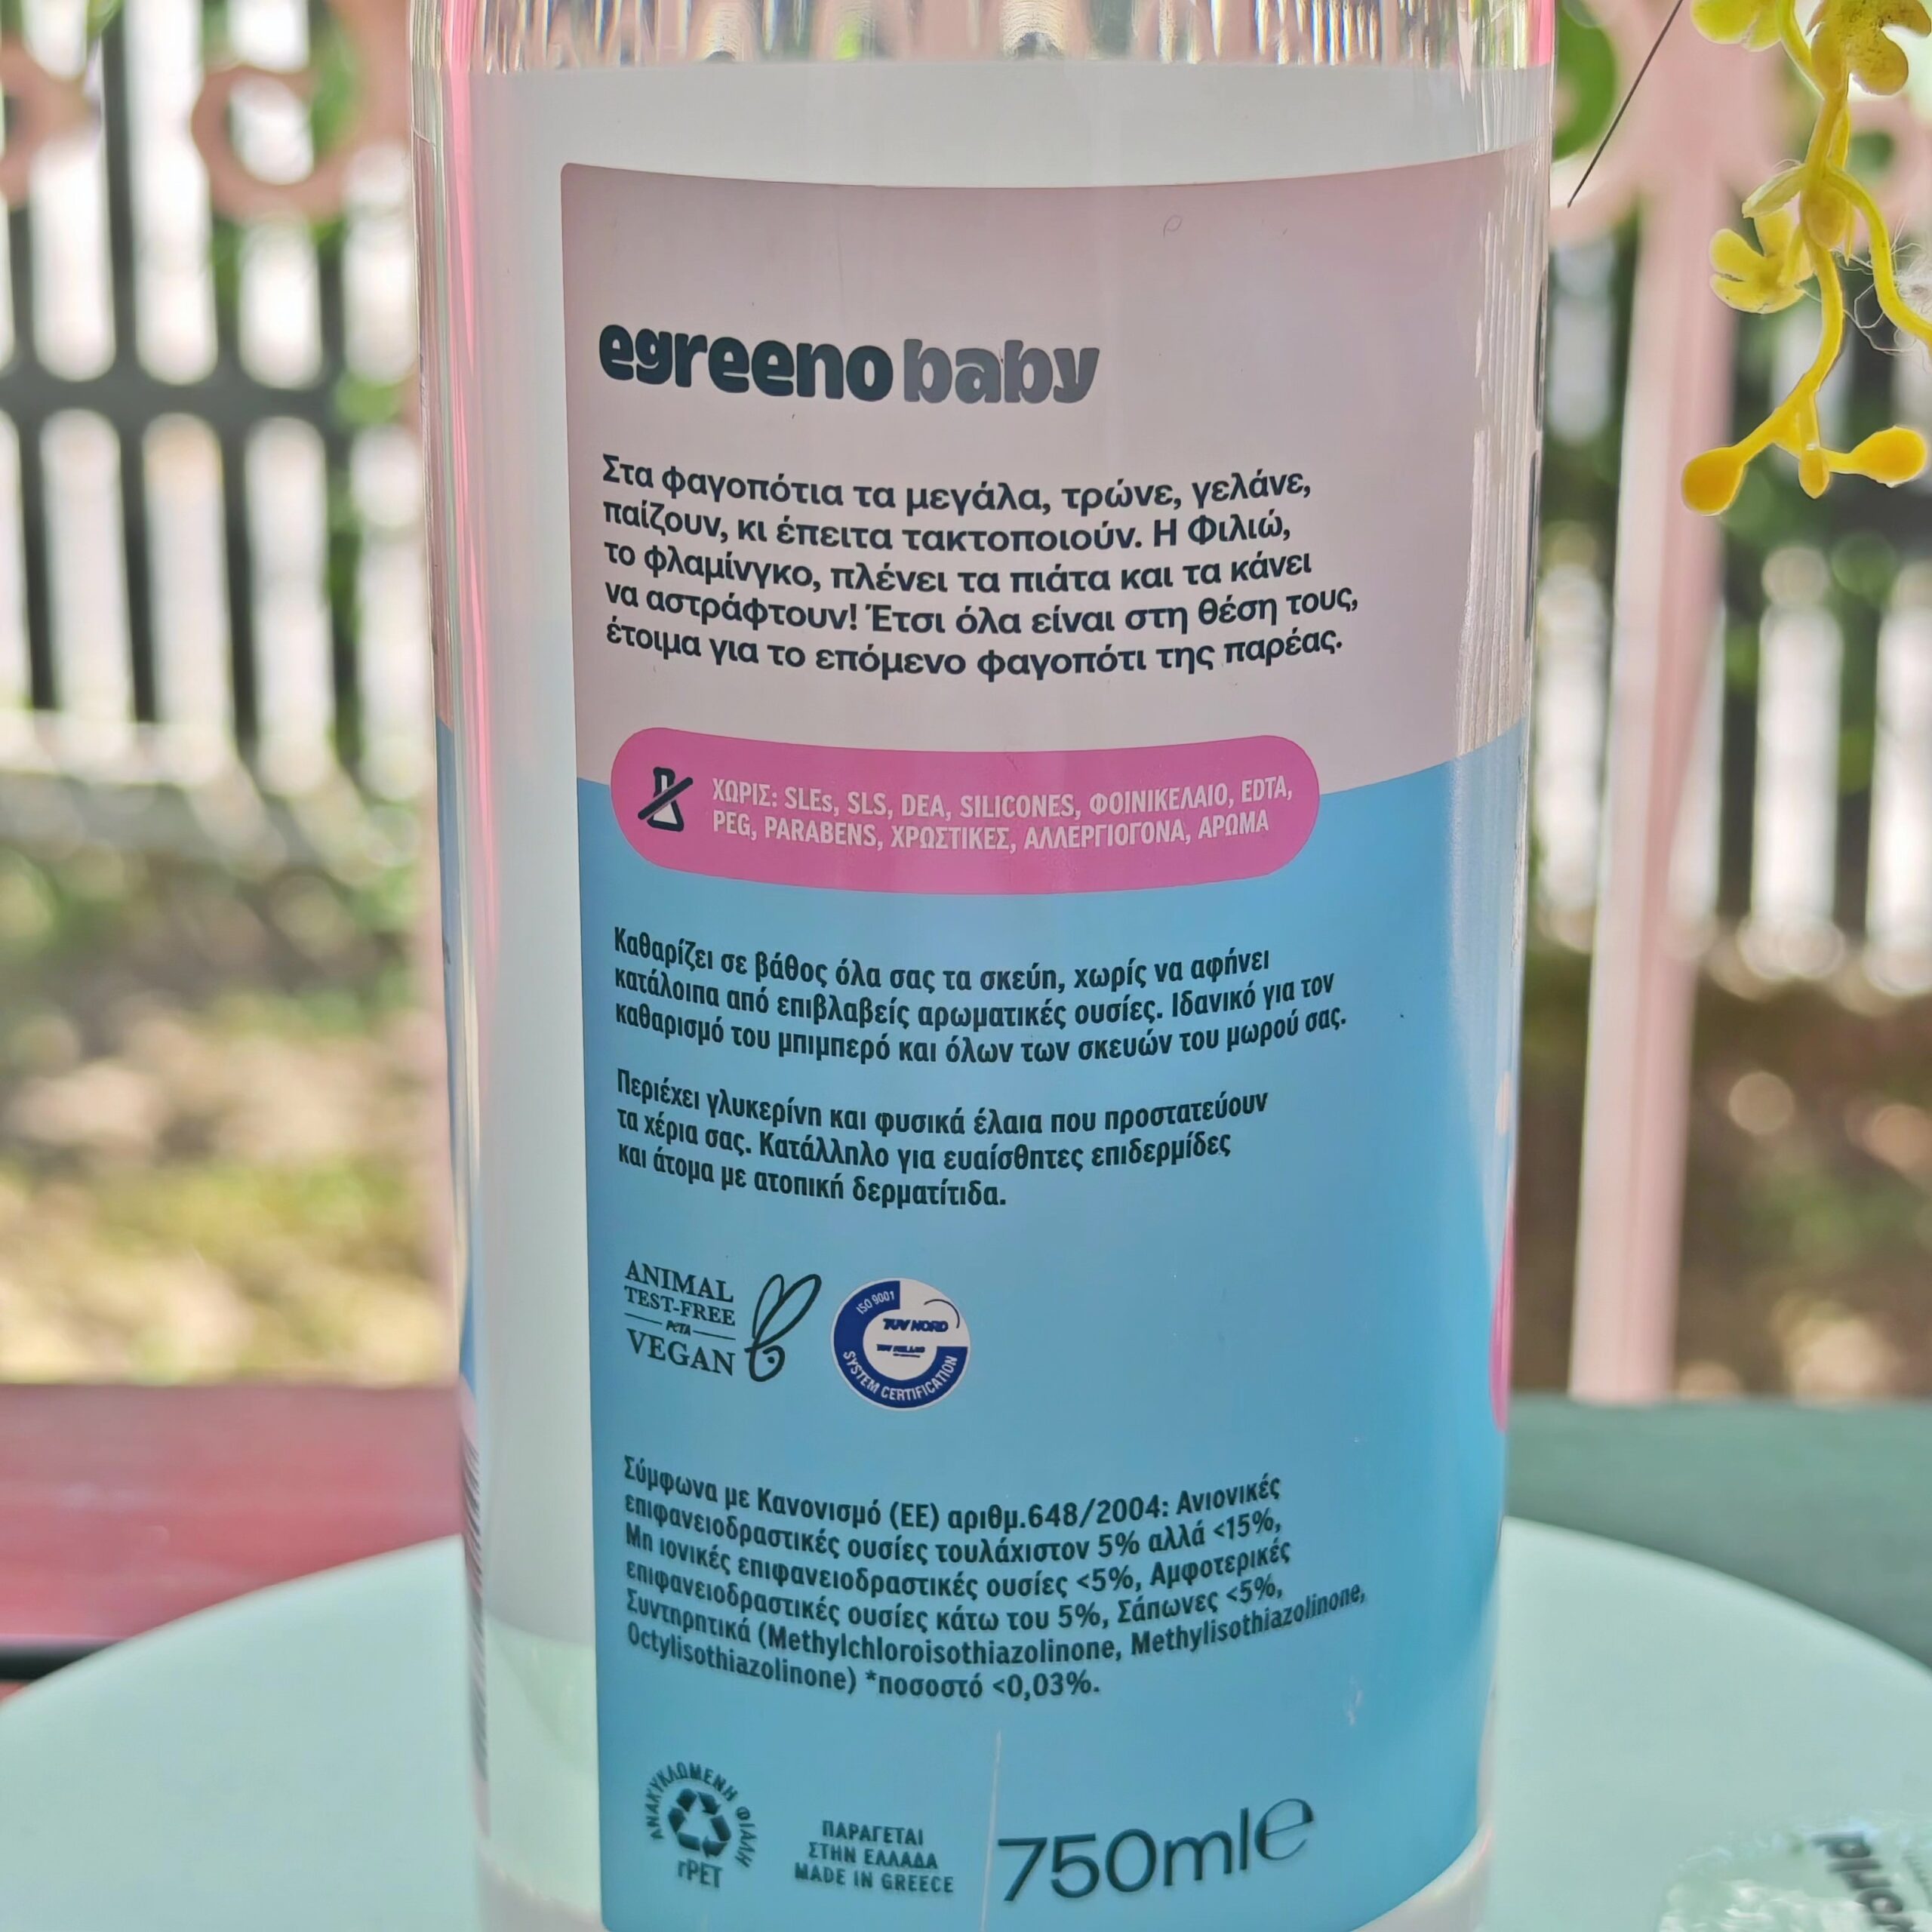 egreeno baby
Στα φαγοπότια τα μεγάλα, τρώνε, γελάνε,
παίζουν, κι έπειτα τακτοποιούν. Η Φιλιώ,
το φλαμίνγκο, πλένει τα πιάτα και τα κάνει
να αστράφτουν! Έτσι όλα είναι στη θέση τους,
έτοιμα για το επόμενο φαγοπότι της παρέας.
ΧΩΡΙΣ: SLEs, SLS, DEA, SILICONES, ΦΟΙΝΙΚΕΛΑΙΟ, EDTA,
PEG, PARABENS, ΧΡΩΣΤΙΚΕΣ, ΑΛΛΕΡΓΙΟΓΟΝΑ, ΑΡΩΜΑ
Καθαρίζει σε βάθος όλα σας τα σκεύη, χωρίς να αφήνει
κατάλοιπα από επιβλαβείς αρωματικές ουσίες. Ιδανικό για τον
καθαρισμό του μπιμπερό και όλων των σκευών του μωρού σας.
Περιέχει γλυκερίνη και φυσικά έλαια που προστατεύουν
τα χέρια σας. Κατάλληλο για ευαίσθητες επιδερμίδες
και άτομα με ατοπική δερματίτιδα.
ANIMAL
TEST-FREE
PETA
VEGAN
ISO 9001
TUV NORD
SYSTEM CERTIFICATION
Σύμφωνα με Κανονισμό (ΕΕ) αριθμ.648/2004: Ανιονικές
επιφανειοδραστικές ουσίες τουλάχιστον 5% αλλά <15%,
Μη ιονικές επιφανειοδραστικές ουσίες <5%, Αμφοτερικές
επιφανειοδραστικές ουσίες κάτω του 5%, Σάπωνες <5%,
Συντηρητικά (Methylchloroisothiazolinone, Methylisothiazolinone,
Octylisothiazolinone) *ποσοστό <0,03%.
ΑΝΑΚΥΚΛΩΜΕΝΗ ΦΙΑΛΗ
rPET
ΠΑΡΑΓΕΤΑΙ
ΣΤΗΝ ΕΛΛΑΔΑ
MADE IN GREECE
750ml℮